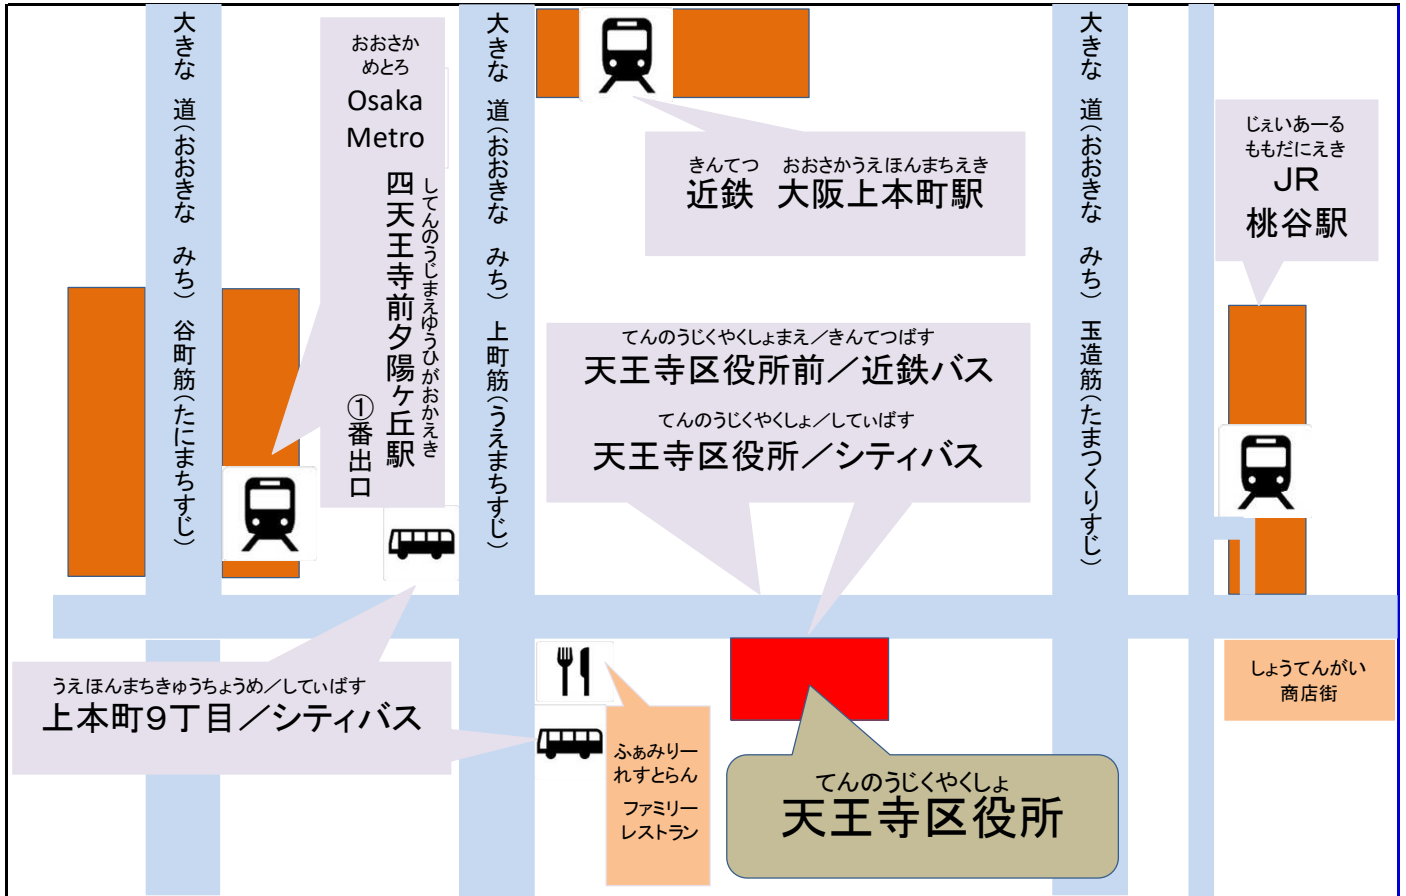 大きな 道(おおきな みち) 谷町筋(たにまちすじ)
おおさか
めとろ
Osaka
Metro
してんのうじまえゆうひがおかえき
四天王寺前夕陽ヶ丘駅
①番出口
大きな 道(おおきな みち) 上町筋(うえまちすじ)
きんてつ おおさかうえほんまちえき
近鉄 大阪上本町駅
大きな 道(おおきな みち) 玉造筋(たまつくりすじ)
じぇいあーる
ももだにえき
JR
桃谷駅
てんのうじくやくしょまえ/きんてつばす
天王寺区役所前/近鉄バス
てんのうじくやくしょ/してぃばす
天王寺区役所/シティバス
うえほんまちきゅうちょうめ/してぃばす
上本町9丁目/シティバス
ふぁみりー
れすとらん
ファミリー
レストラン
てんのうじくやくしょ
天王寺区役所
しょうてんがい
商店街